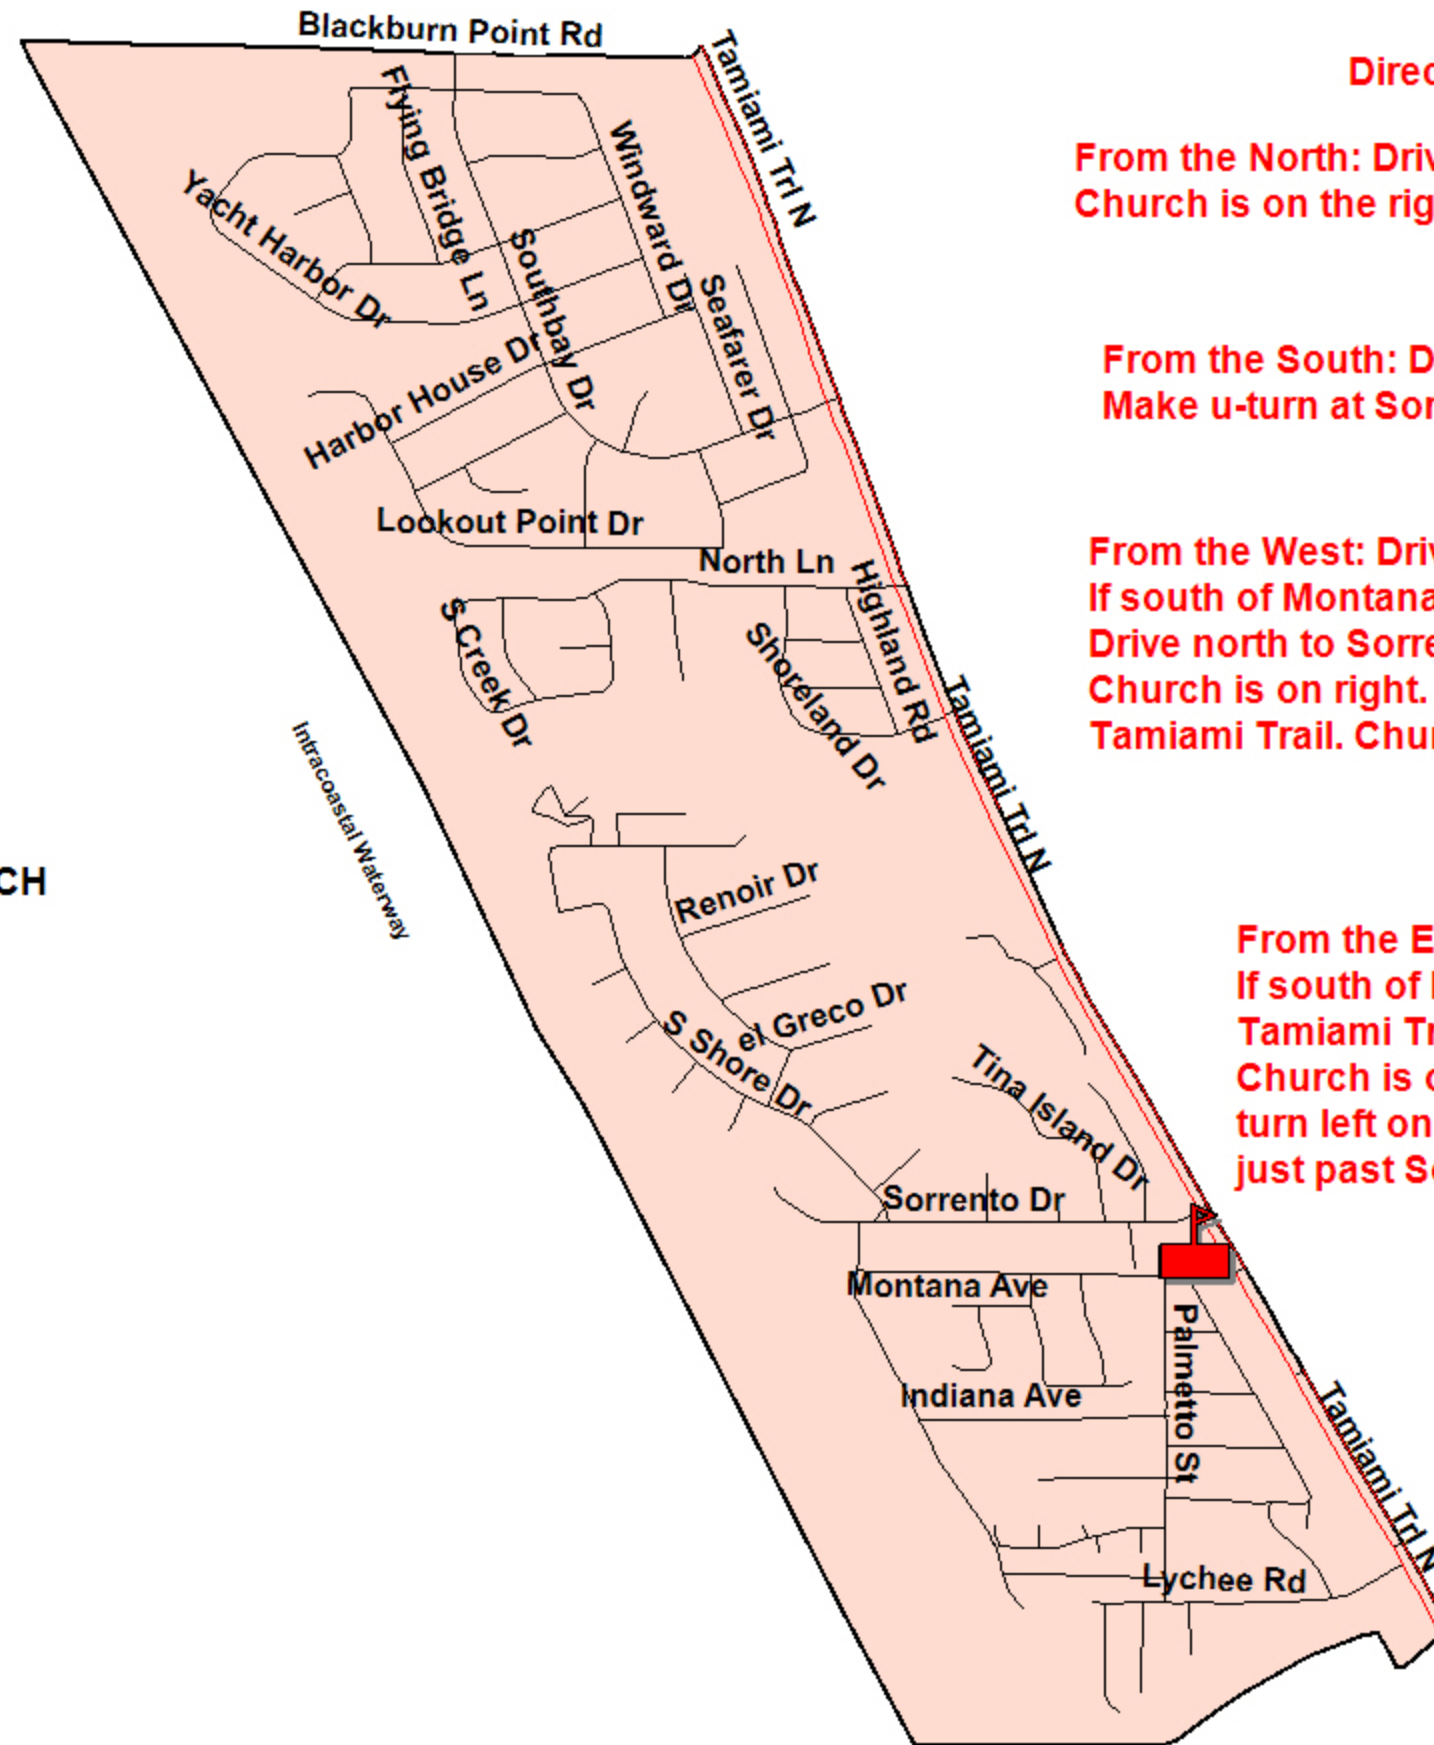 Blackburn Point Rd
Tamiami Trl N
Flying Bridge Ln
Windward Dr
Yacht Harbor Dr
Southbay Dr
Seafarer Dr
Harbor House Dr
Lookout Point Dr
North Ln
Highland Rd
S Creek Dr
Shoreland Dr
Tamiami Trl N
Intracoastal Waterway
CH
Renoir Dr
el Greco Dr
S Shore Dr
Tina Island Dr
Sorrento Dr
Montana Ave
Palmetto St
Indiana Ave
Tamiami Trl N
Lychee Rd
Direc
From the North: Driv
Church is on the rig
From the South: D
Make u-turn at Sor
From the West: Driv
If south of Montana
Drive north to Sorre
Church is on right.
Tamiami Trail. Chur
From the E
If south of
Tamiami Tr
Church is
turn left on
just past S